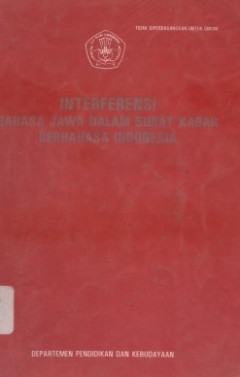 TIDAK DIPERDAGANGKAN UNTUK UMUM
INTERFERENSI
BAHASA JAWA DALAM SURAT KABAR
BERBAHASA INDONESIA
DEPARTEMEN PENDIDIKAN DAN KEBUDAYAAN